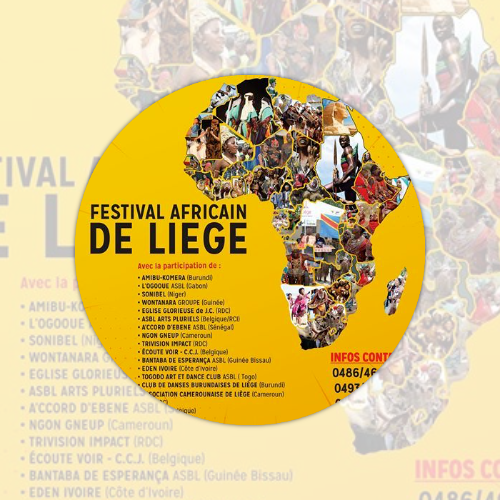 FESTIVAL AFRICAIN
DE LIEGE
Avec la participation de :
• AMIBU-KOMERA (Burundi)
• L'OGOOUE ASBL (Gabon)
• SONIBEL (Niger)
• WONTANARA GROUPE (Guinée)
• EGLISE GLORIEUSE de J.C. (RDC)
• ASBL ARTS PLURIELS (Belgique/RCI)
• A'CCORD D'EBENE ASBL (Sénégal)
• NGON GNEUP (Cameroun)
• TRIVISION IMPACT (RDC)
• ÉCOUTE VOIR - C.C.J. (Belgique)
• BANTABA DE ESPERANÇA ASBL (Guinée Bissau)
• EDEN IVOIRE (Côte d'Ivoire)
• TOGODO ART ET DANCE CLUB ASBL ( Togo)
CLUB DE DANSES BURUNDAISES DE LIÈGE (Burundi)
SOCIATION CAMEROUNAISE DE LIÈGE (Cameroun)
INFOS CONT
0486/46
0497
TIVAL A
E L
Avec la p
• AMIBU-KO
• L'OGOOUE
• SONIBEL (Ni
• WONTANARA G
• EGLISE GLORIEUS
• ASBL ARTS PLURIELS
• A'CCORD D'EBENE ASBL (S
• NGON GNEUP (Cameroun)
• TRIVISION IMPACT (RDC)
• ÉCOUTE VOIR - C.C.J. (Belgique)
• BANTABA DE ESPERANÇA ASBL (Guinée Bissau)
• EDEN IVOIRE (Côte d'Ivoire)
INFOS CO
0486/46